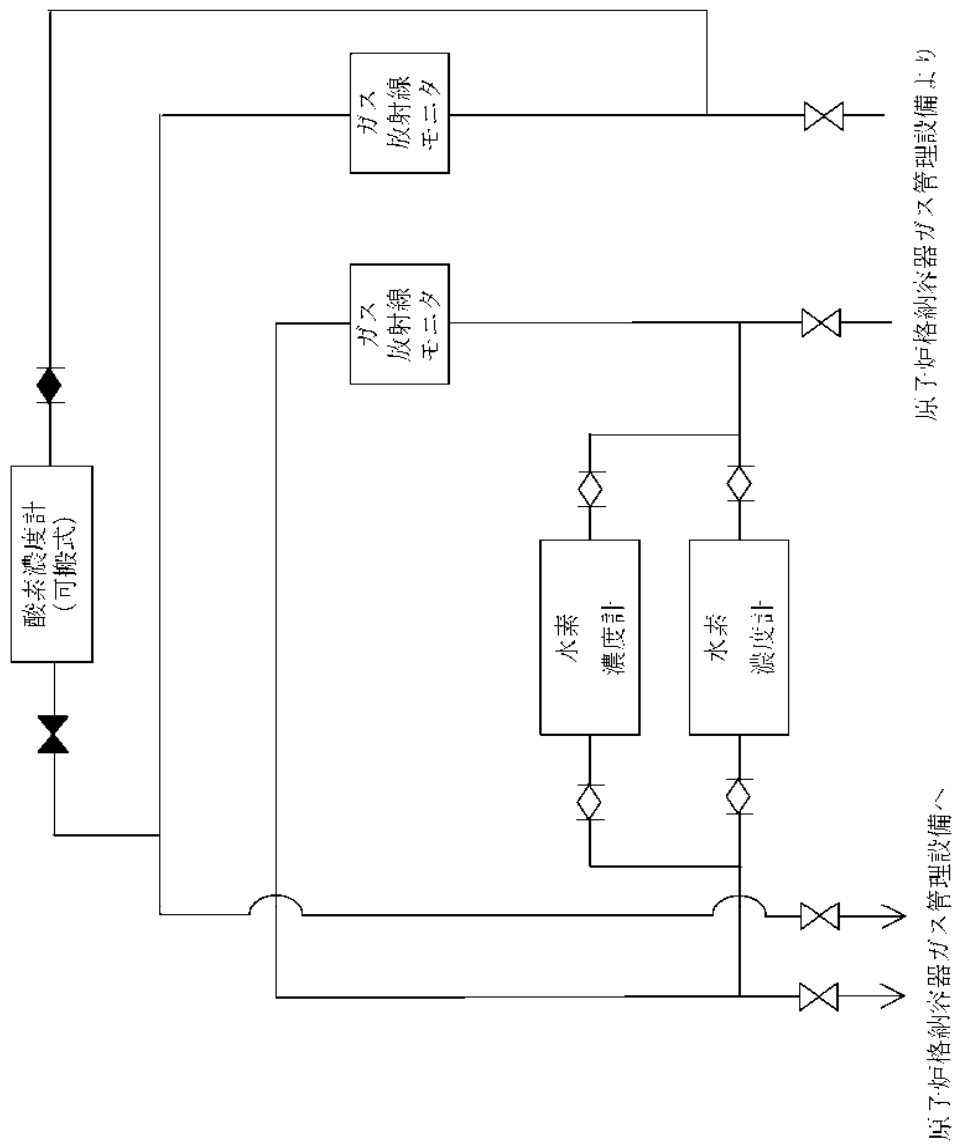 酸素濃度計
（可搬式）
ガス
放射線
モニタ
ガス
放射線
モニタ
水素
濃度計
水素
濃度計
原子炉格納容器ガス管理設備へ
原子炉格納容器ガス管理設備より